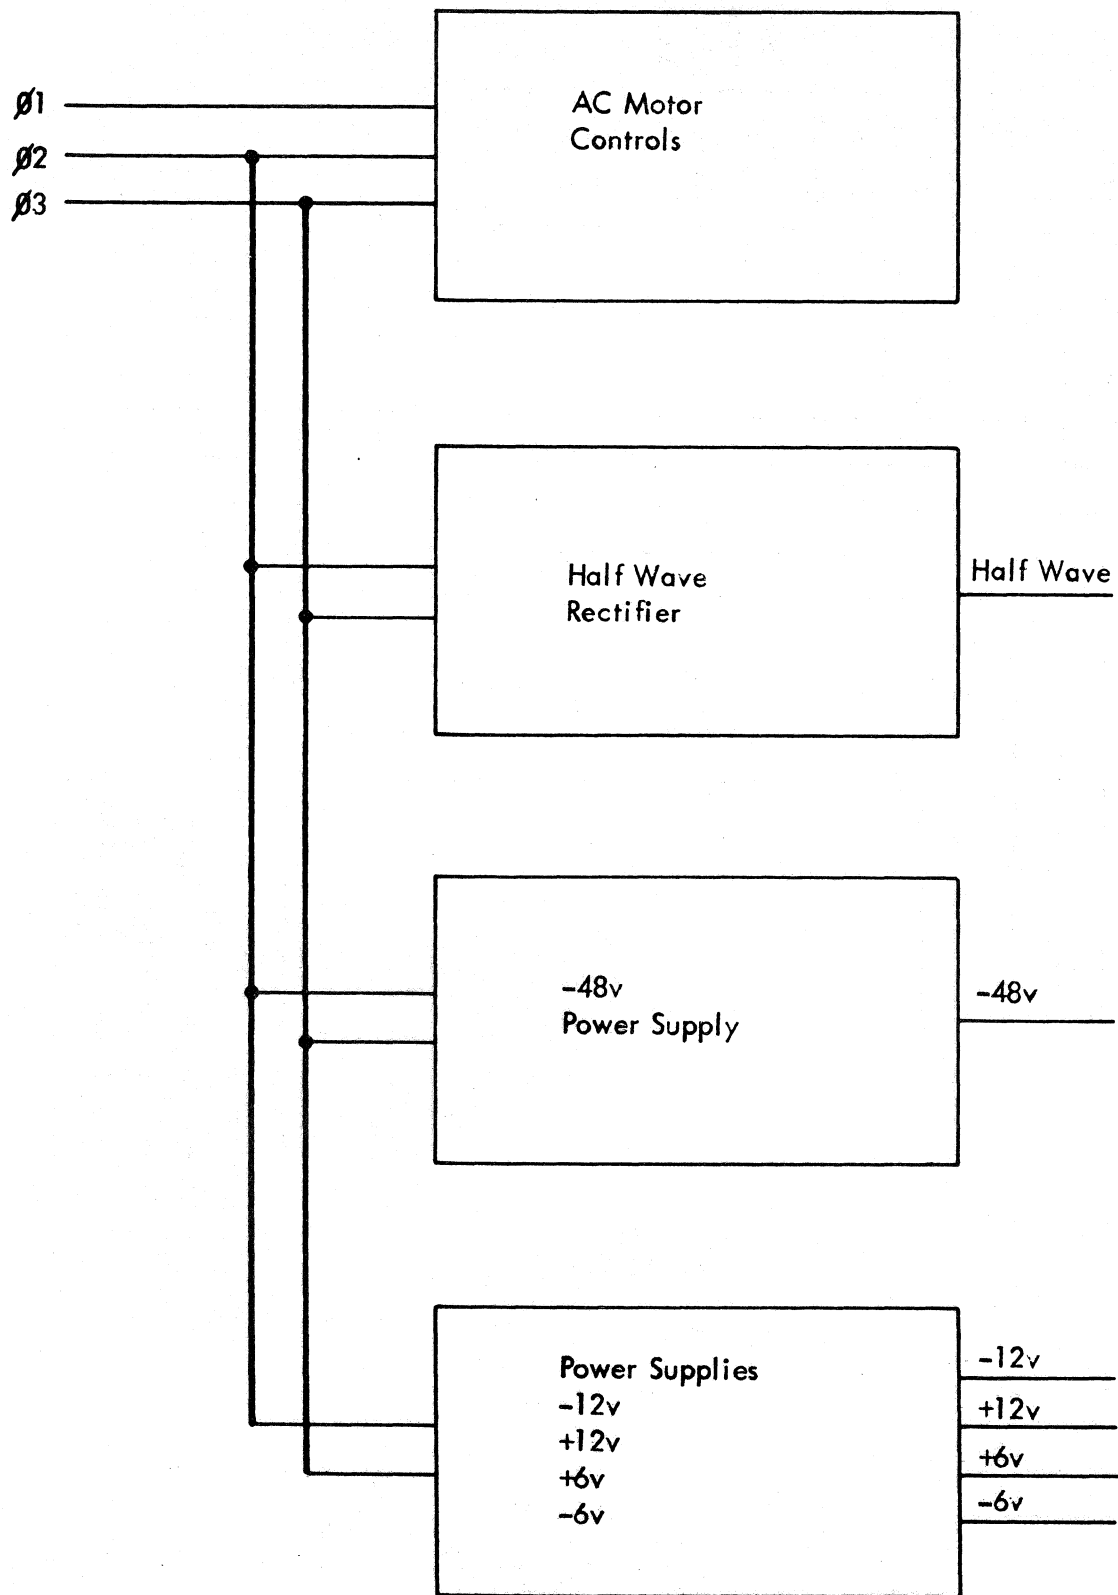 Ø1
Ø2
Ø3
AC Motor
Controls
Half Wave
Rectifier
Half Wave
-48v
Power Supply
-48v
Power Supplies
-12v
+12v
+6v
-6v
-12v
+12v
+6v
-6v